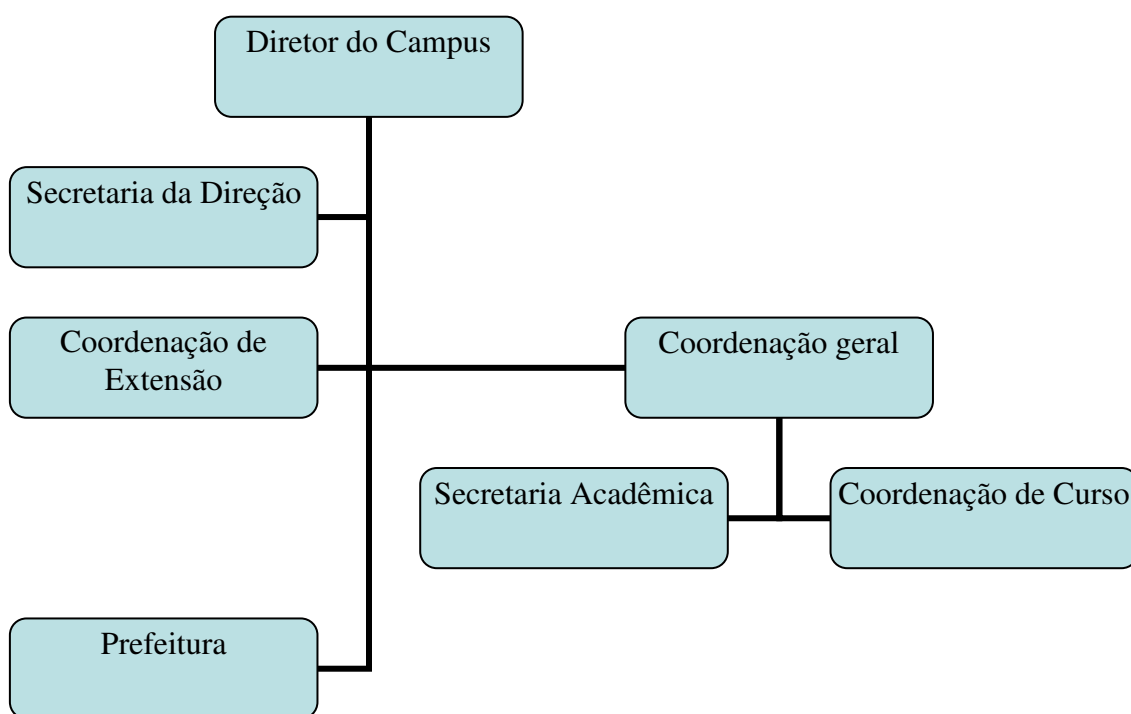 Diretor do Campus
Secretaria da Direção
Coordenação de
Extensão
Coordenação geral
Secretaria Acadêmica
Coordenação de Curso
Prefeitura